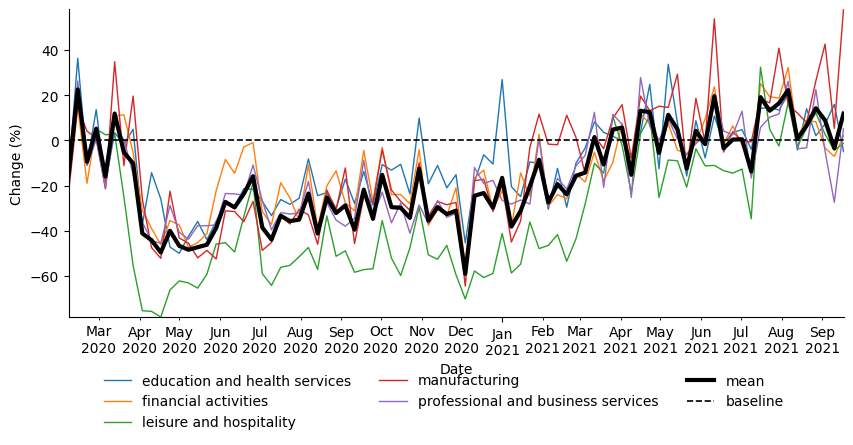 40
20
0
−20
−40
−60
Change (%)
Mar Apr May Jun Jul Aug Sep Oct Nov Dec Jan Feb Mar Apr May Jun Jul Aug Sep
2020 2020 2020 2020 2020 2020 2020 2020 2020 2020 2021 2021 2021 2021 2021 2021 2021 2021 2021
Date
education and health services manufacturing mean
financial activities professional and business services baseline
leisure and hospitality